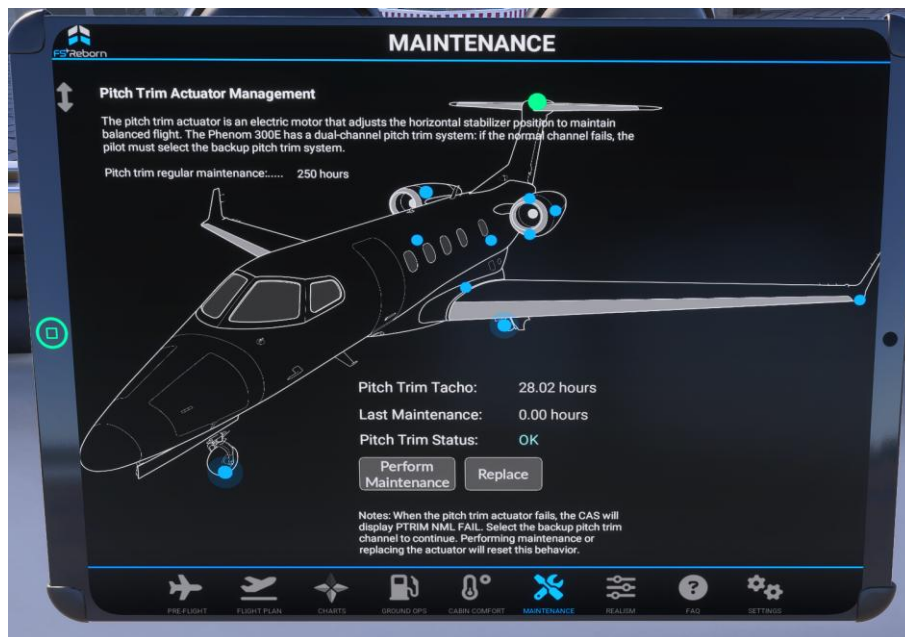 FS Reborn
MAINTENANCE
Pitch Trim Actuator Management
The pitch trim actuator is an electric motor that adjusts the horizontal stabilizer position to maintain
balanced flight. The Phenom 300E has a dual-channel pitch trim system: if the normal channel fails, the
pilot must select the backup pitch trim system.
Pitch trim regular maintenance:..... 250 hours
Pitch Trim Tacho: 28.02 hours
Last Maintenance: 0.00 hours
Pitch Trim Status: OK
Perform
Maintenance
Replace
Notes: When the pitch trim actuator fails, the CAS will
display PTRIM NML FAIL. Select the backup pitch trim
channel to continue. Performing maintenance or
replacing the actuator will reset this behavior.
PRE-FLIGHT FLIGHT PLAN CHARTS GROUND OPS CABIN COMFORT MAINTENANCE REALISM FAQ SETTINGS